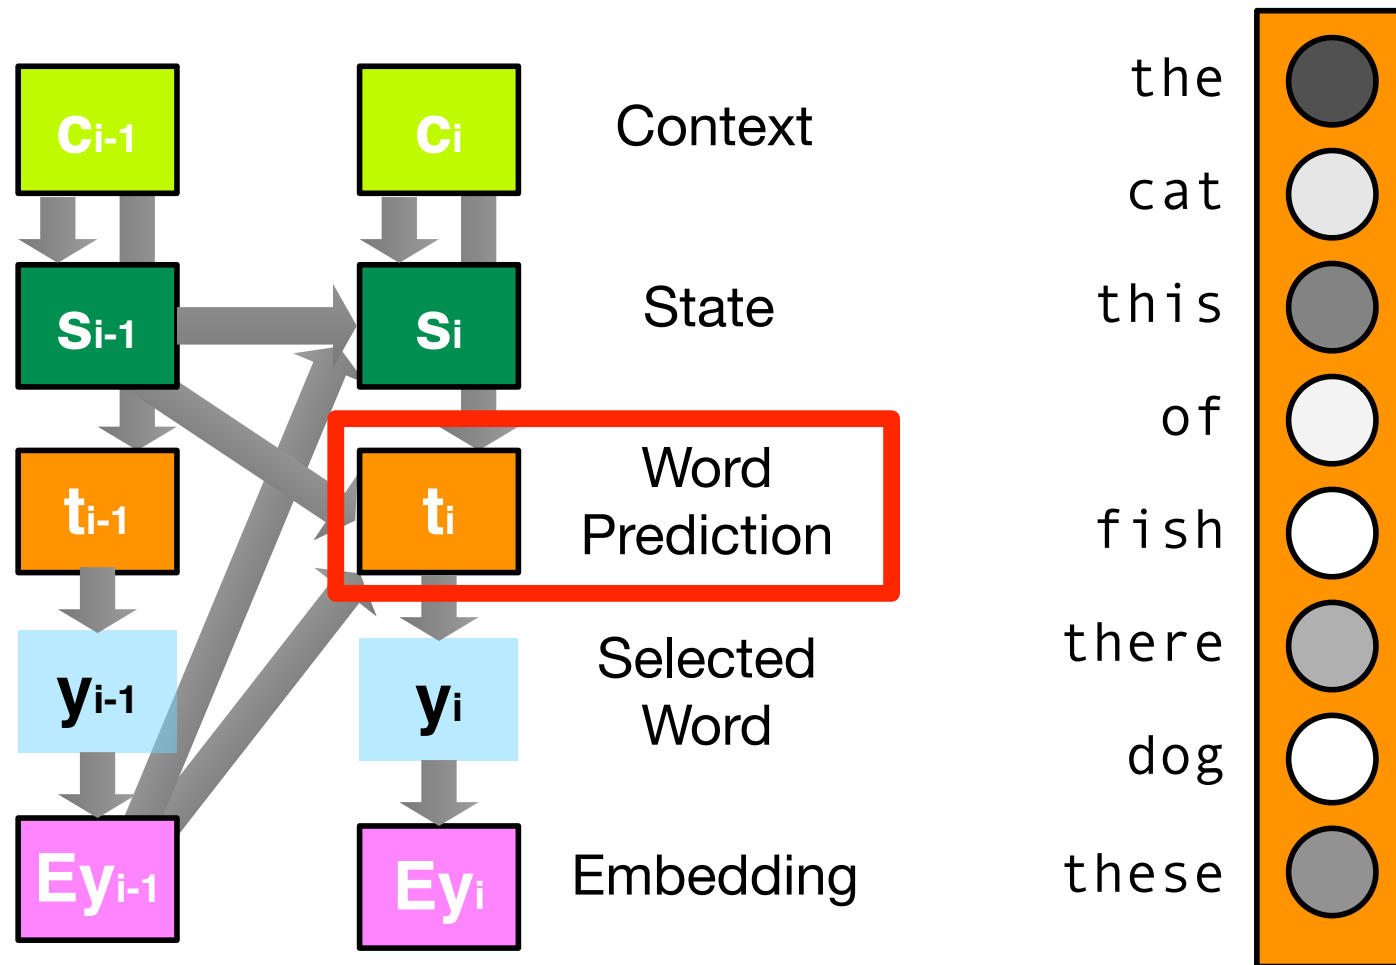 ci-1 ci Context
si-1 si State
ti-1 ti Word
Prediction
yi-1 yi Selected
Word
Eyi-1 Eyi Embedding
the
cat
this
of
fish
there
dog
these